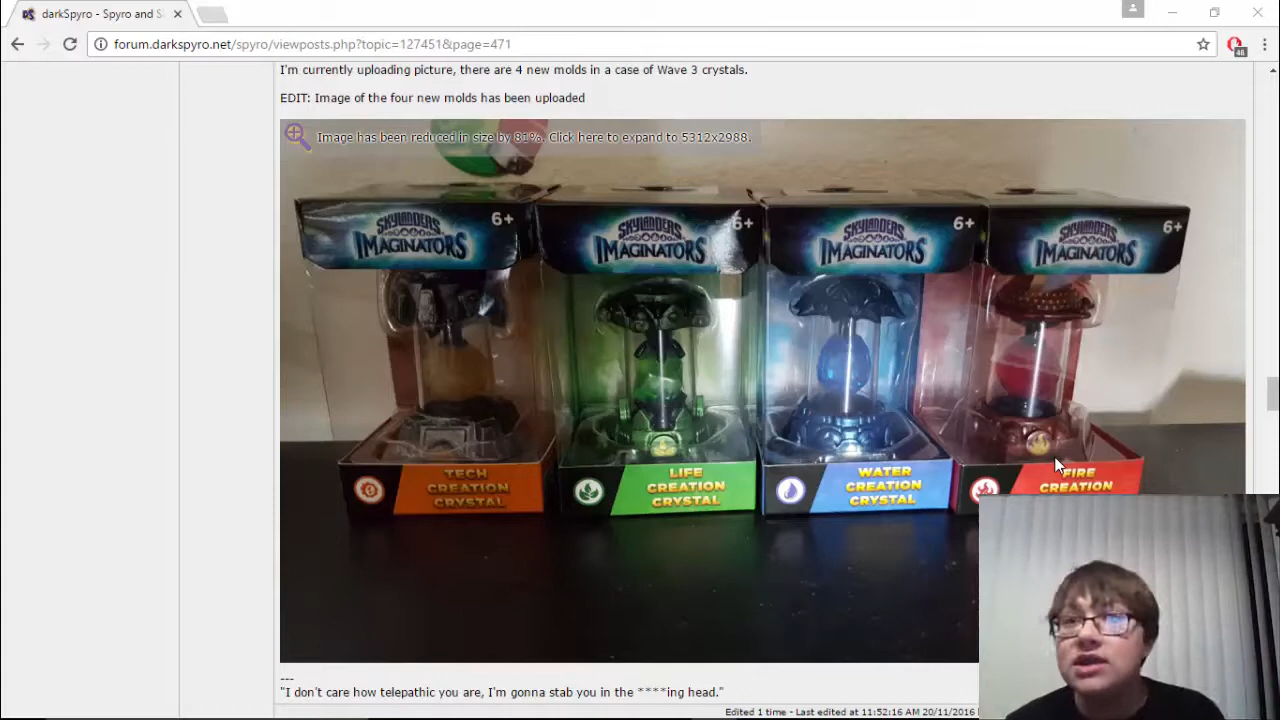 darkSpyro - Spyro and S
forum.darkspyro.net/spyro/viewposts.php?topic=127451&page=471
46
I'm currently uploading picture, there are 4 new molds in a case of Wave 3 crystals.
EDIT: Image of the four new molds has been uploaded
Image has been reduced in size by 81%. Click here to expand to 5312x2988.
SKYLANDERS
IMAGINATORS
6+
SKYLANDERS
IMAGINATORS
6+
SKYLANDERS
IMAGINATORS
6+
SKYLANDERS
IMAGINATORS
6+
TECH
CREATION
CRYSTAL
LIFE
CREATION
CRYSTAL
WATER
CREATION
CRYSTAL
FIRE
CREATION
---
"I don't care how telepathic you are, I'm gonna stab you in the ****ing head."
Edited 1 time - Last edited at 11:52:16 AM 20/11/2016